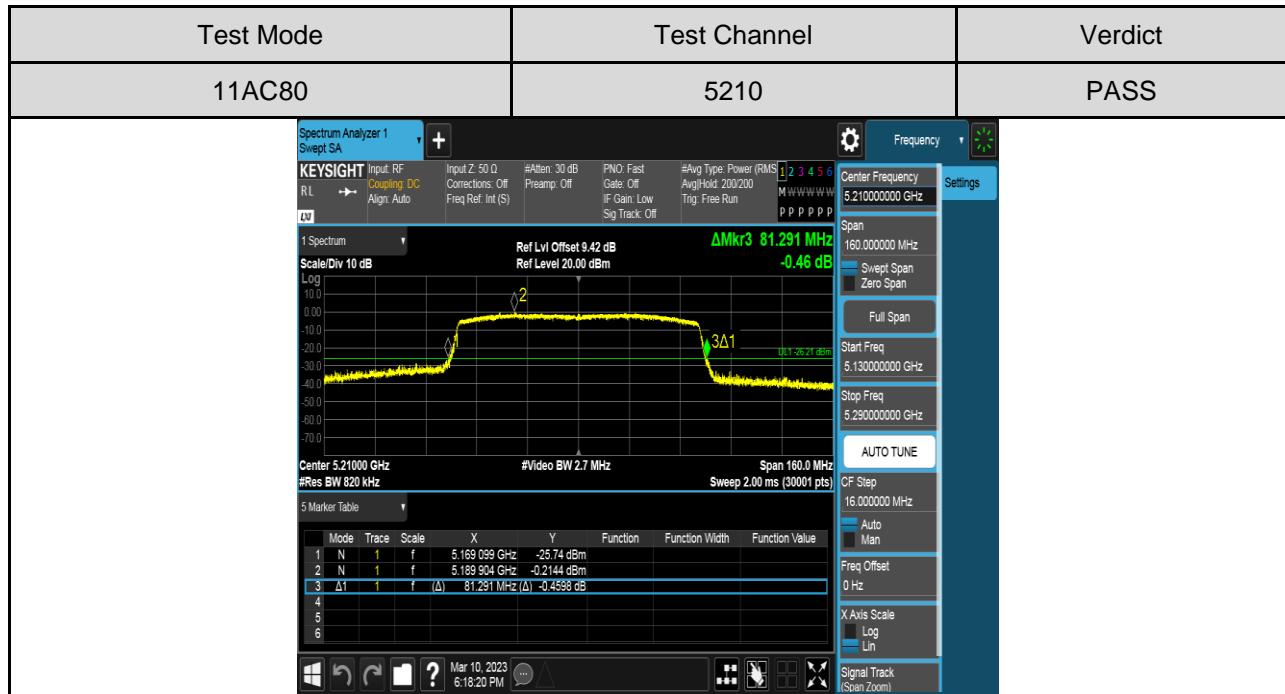 Test Mode Test Channel Verdict
11AC80 5210 PASS
Spectrum Analyzer 1
Swept SA
+
Frequency
KEYSIGHT
RL
LXI
Input: RF
Coupling: DC
Align: Auto
Input Z: 50 Ω
Corrections: Off
Freq Ref: Int (S)
#Atten: 30 dB
Preamp: Off
PNO: Fast
Gate: Off
IF Gain: Low
Sig Track: Off
#Avg Type: Power (RMS
Avg|Hold: 200/200
Trig: Free Run
1 2 3 4 5 6
M W W W W W
P P P P P P
1 Spectrum
Scale/Div 10 dB
Ref Lvl Offset 9.42 dB
Ref Level 20.00 dBm
ΔMkr3 81.291 MHz
-0.46 dB
Log
10.0
0.00
-10.0
-20.0
-30.0
-40.0
-50.0
-60.0
-70.0
2
1
3Δ1
DL1 -26.21 dBm
Center 5.21000 GHz #Video BW 2.7 MHz Span 160.0 MHz
#Res BW 820 kHz Sweep 2.00 ms (30001 pts)
5 Marker Table
Mode Trace Scale X Y Function Function Width Function Value
1 N 1 f 5.169 099 GHz -25.74 dBm
2 N 1 f 5.189 904 GHz -0.2144 dBm
3 Δ1 1 f (Δ) 81.291 MHz (Δ) -0.4598 dB
4
5
6
Mar 10, 2023
6:18:20 PM
?
Center Frequency
5.210000000 GHz
Settings
Span
160.000000 MHz
Swept Span
Zero Span
Full Span
Start Freq
5.130000000 GHz
Stop Freq
5.290000000 GHz
AUTO TUNE
CF Step
16.000000 MHz
Auto
Man
Freq Offset
0 Hz
X Axis Scale
Log
Lin
Signal Track
(Span Zoom)